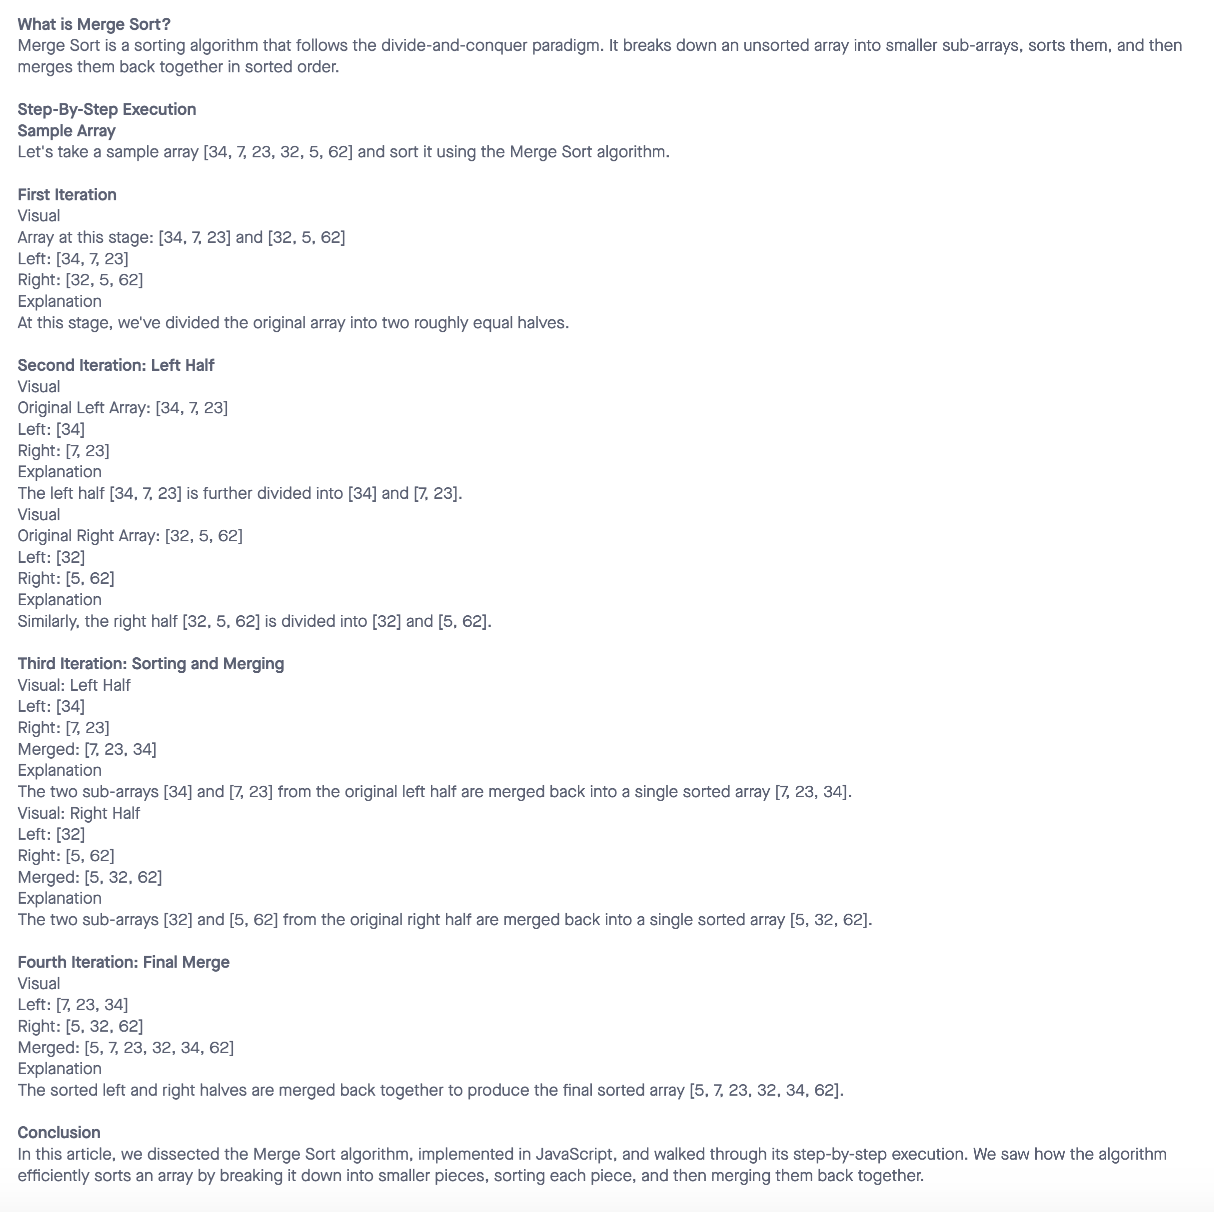 What is Merge Sort?
Merge Sort is a sorting algorithm that follows the divide-and-conquer paradigm. It breaks down an unsorted array into smaller sub-arrays, sorts them, and then
merges them back together in sorted order.
Step-By-Step Execution
Sample Array
Let's take a sample array [34, 7, 23, 32, 5, 62] and sort it using the Merge Sort algorithm.
First Iteration
Visual
Array at this stage: [34, 7, 23] and [32, 5, 62]
Left: [34, 7, 23]
Right: [32, 5, 62]
Explanation
At this stage, we've divided the original array into two roughly equal halves.
Second Iteration: Left Half
Visual
Original Left Array: [34, 7, 23]
Left: [34]
Right: [7, 23]
Explanation
The left half [34, 7, 23] is further divided into [34] and [7, 23].
Visual
Original Right Array: [32, 5, 62]
Left: [32]
Right: [5, 62]
Explanation
Similarly, the right half [32, 5, 62] is divided into [32] and [5, 62].
Third Iteration: Sorting and Merging
Visual: Left Half
Left: [34]
Right: [7, 23]
Merged: [7, 23, 34]
Explanation
The two sub-arrays [34] and [7, 23] from the original left half are merged back into a single sorted array [7, 23, 34].
Visual: Right Half
Left: [32]
Right: [5, 62]
Merged: [5, 32, 62]
Explanation
The two sub-arrays [32] and [5, 62] from the original right half are merged back into a single sorted array [5, 32, 62].
Fourth Iteration: Final Merge
Visual
Left: [7, 23, 34]
Right: [5, 32, 62]
Merged: [5, 7, 23, 32, 34, 62]
Explanation
The sorted left and right halves are merged back together to produce the final sorted array [5, 7, 23, 32, 34, 62].
Conclusion
In this article, we dissected the Merge Sort algorithm, implemented in JavaScript, and walked through its step-by-step execution. We saw how the algorithm
efficiently sorts an array by breaking it down into smaller pieces, sorting each piece, and then merging them back together.